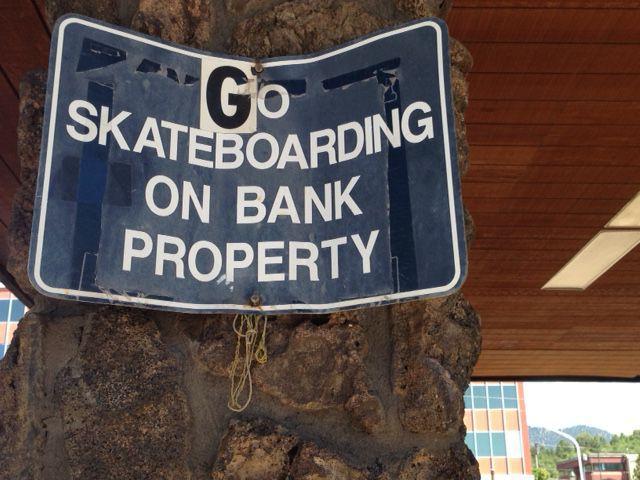 GO
SKATEBOARDING
ON BANK
PROPERTY